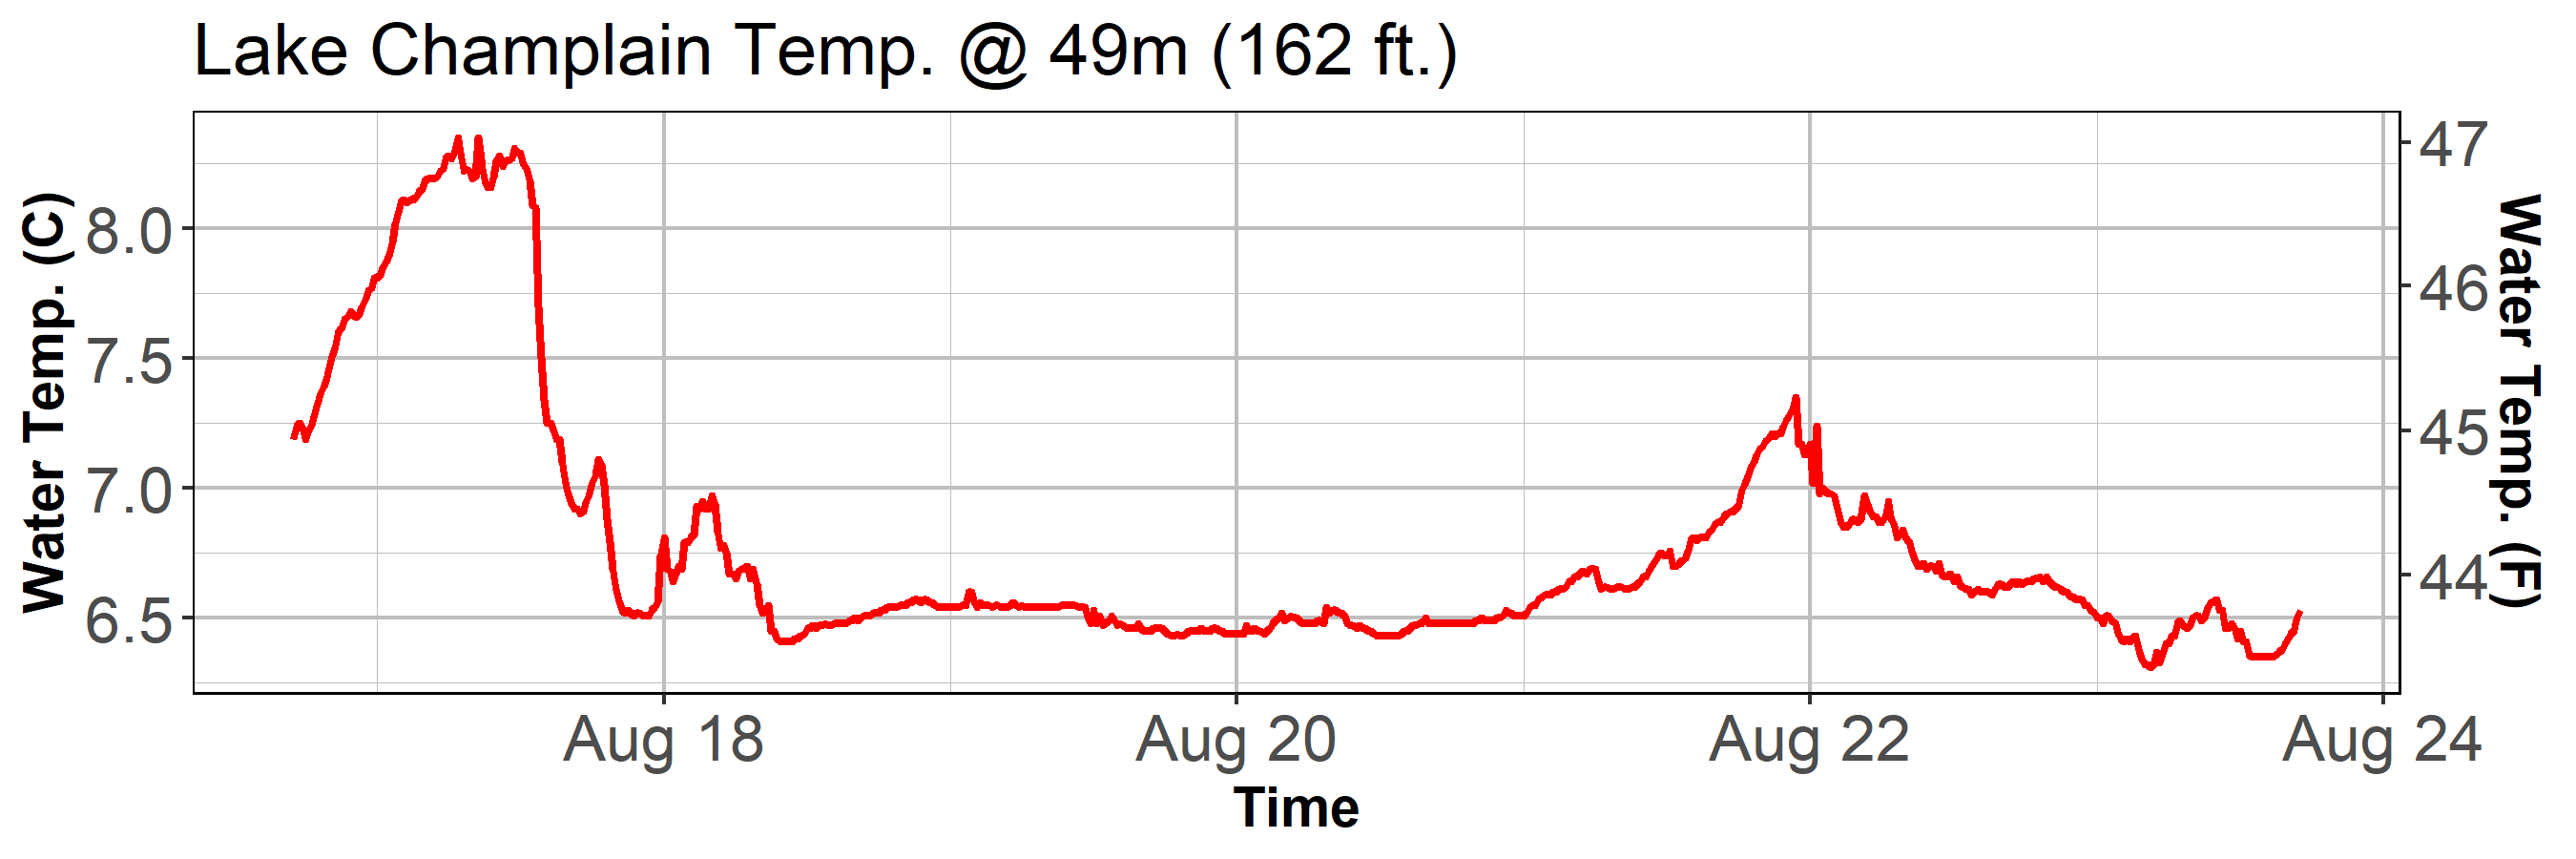 Lake Champlain Temp. @ 49m (162 ft.)
Water Temp. (C)
8.0
7.5
7.0
6.5
47
46
45
44
Water Temp. (F)
Aug 18 Aug 20 Aug 22 Aug 24
Time